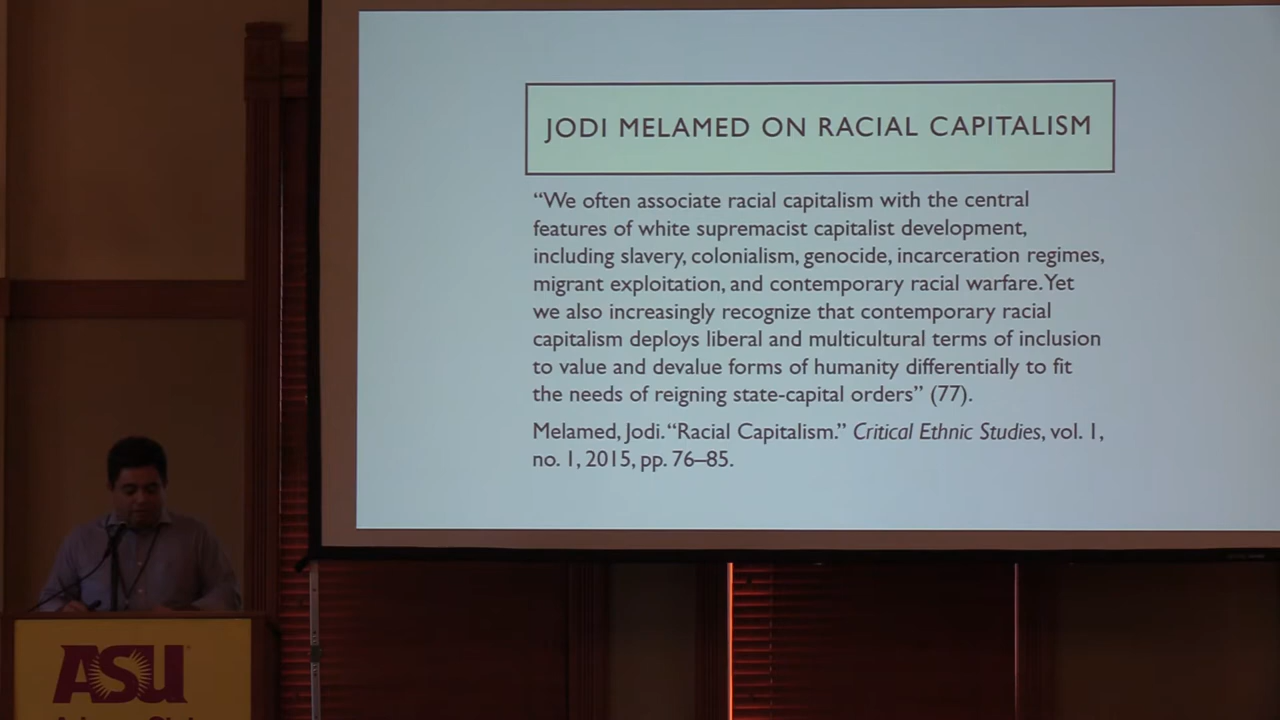 JODI MELAMED ON RACIAL CAPITALISM
“We often associate racial capitalism with the central
features of white supremacist capitalist development,
including slavery, colonialism, genocide, incarceration regimes,
migrant exploitation, and contemporary racial warfare. Yet
we also increasingly recognize that contemporary racial
capitalism deploys liberal and multicultural terms of inclusion
to value and devalue forms of humanity differentially to fit
the needs of reigning state-capital orders” (77).
Melamed, Jodi. “Racial Capitalism.” Critical Ethnic Studies, vol. 1,
no. 1, 2015, pp. 76–85.
ASU